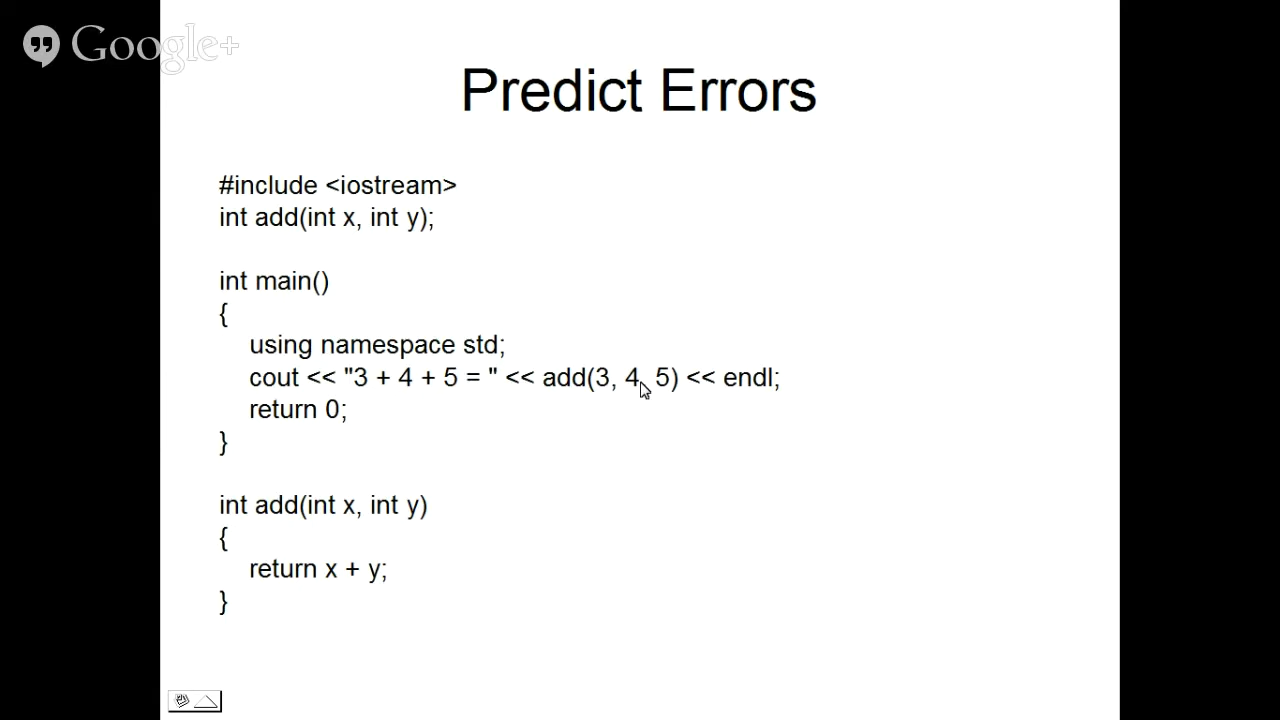 Google+
Predict Errors
#include <iostream>
int add(int x, int y);
int main()
{
using namespace std;
cout << "3 + 4 + 5 = " << add(3, 4, 5) << endl;
return 0;
}
int add(int x, int y)
{
return x + y;
}